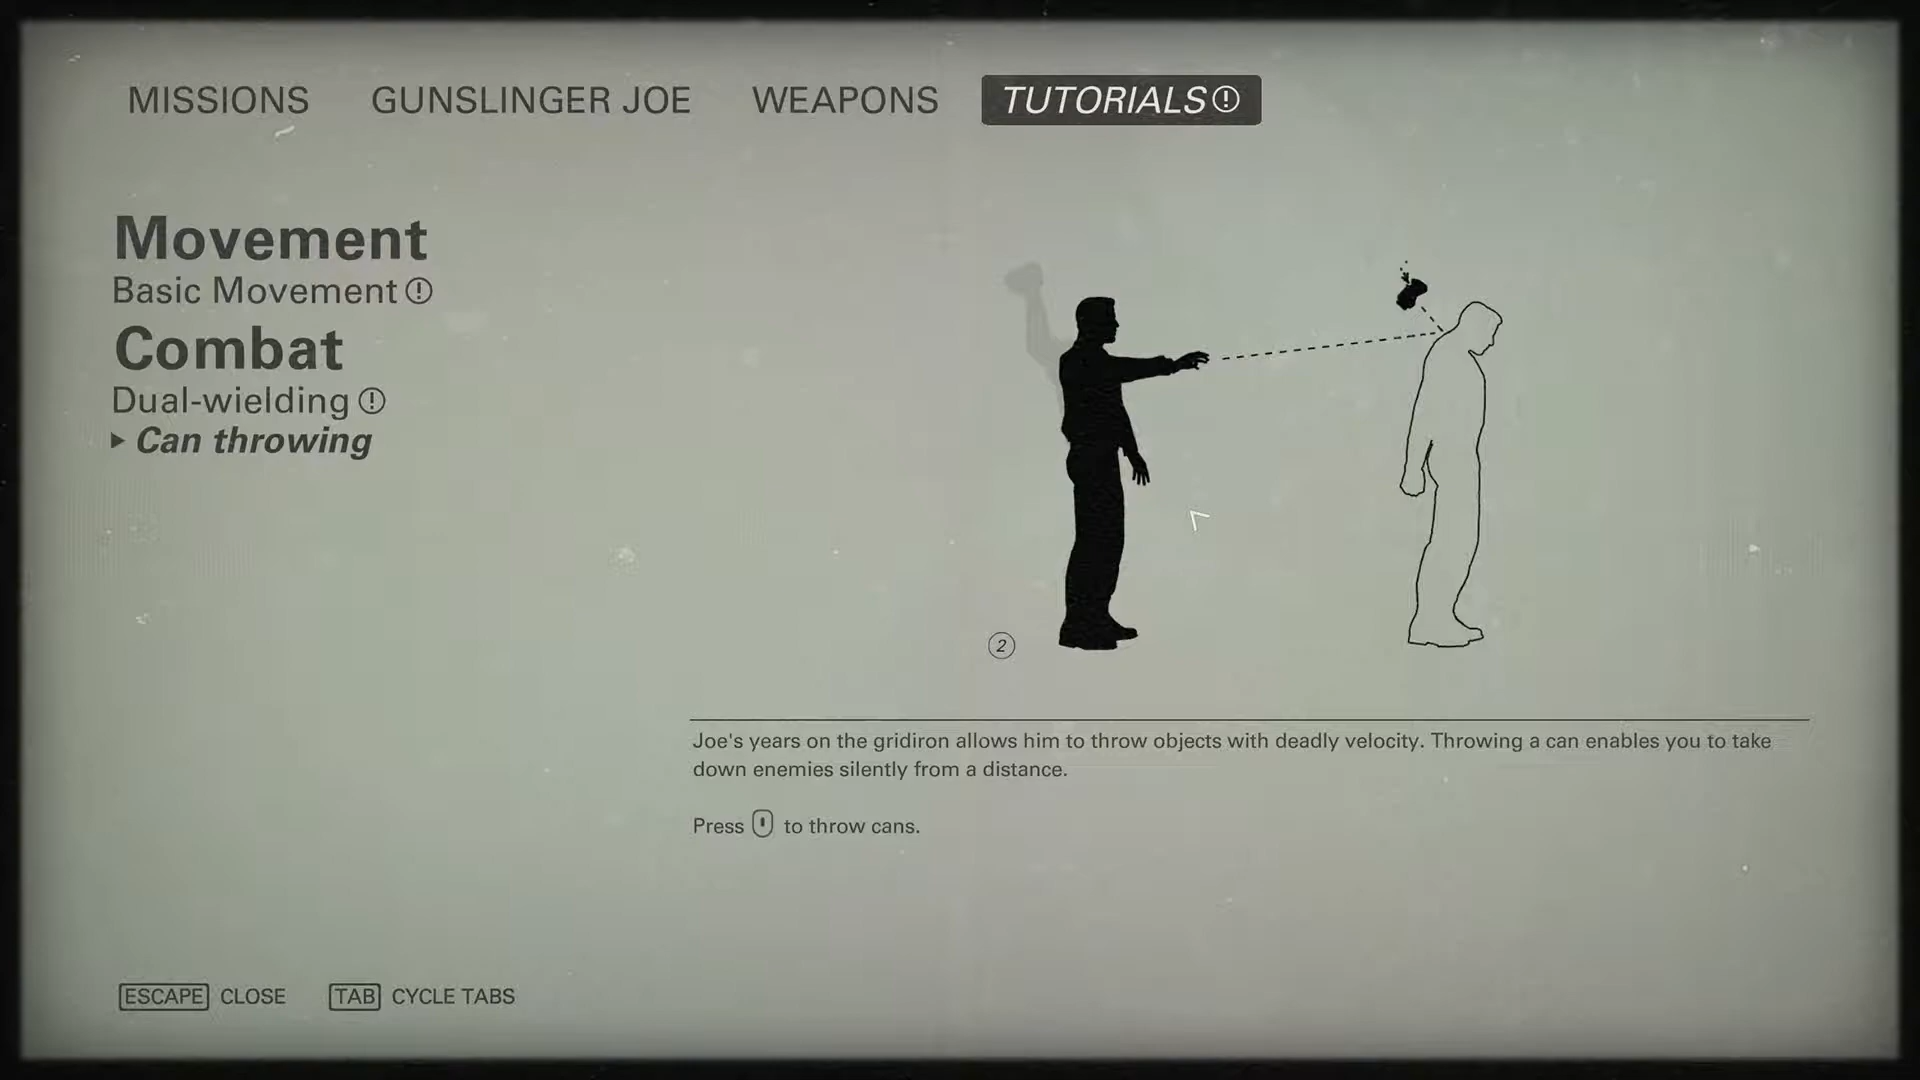 MISSIONS GUNSLINGER JOE WEAPONS TUTORIALS
Movement
Basic Movement
Combat
Dual-wielding
Can throwing
2
Joe's years on the gridiron allows him to throw objects with deadly velocity. Throwing a can enables you to take
down enemies silently from a distance.
Press to throw cans.
ESCAPE CLOSE TAB CYCLE TABS